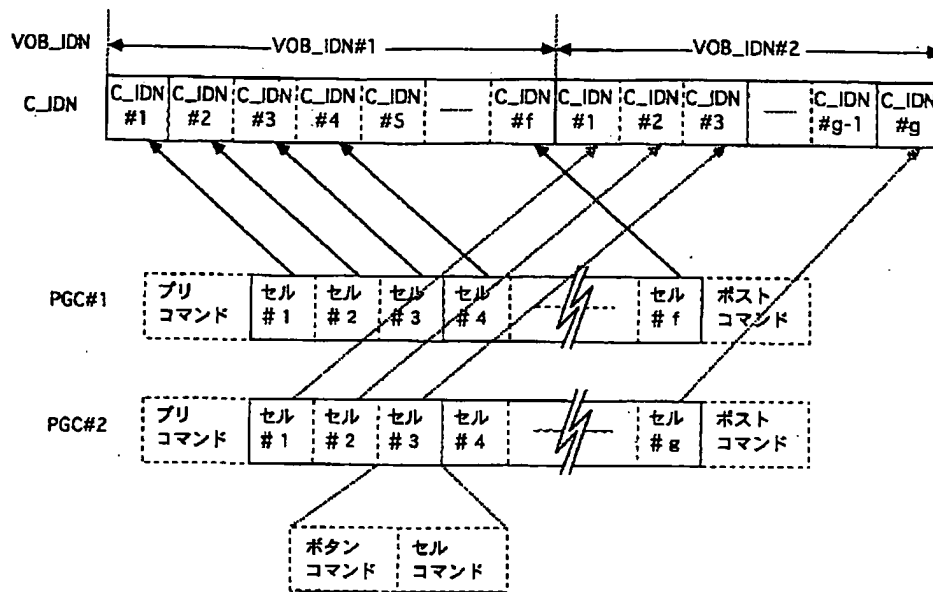 VOB_IDN VOB_IDN#1 VOB_IDN#2
C_IDN C_IDN C_IDN C_IDN C_IDN C_IDN C_IDN C_IDN C_IDN C_IDN C_IDN C_IDN
#1 #2 #3 #4 #5 #f #1 #2 #3 #g-1 #g
PGC#1 プリ セル セル セル セル セル ポスト
コマンド #1 #2 #3 #4 #f コマンド
PGC#2 プリ セル セル セル セル セル ポスト
コマンド #1 #2 #3 #4 #g コマンド
ボタン セル
コマンド コマンド